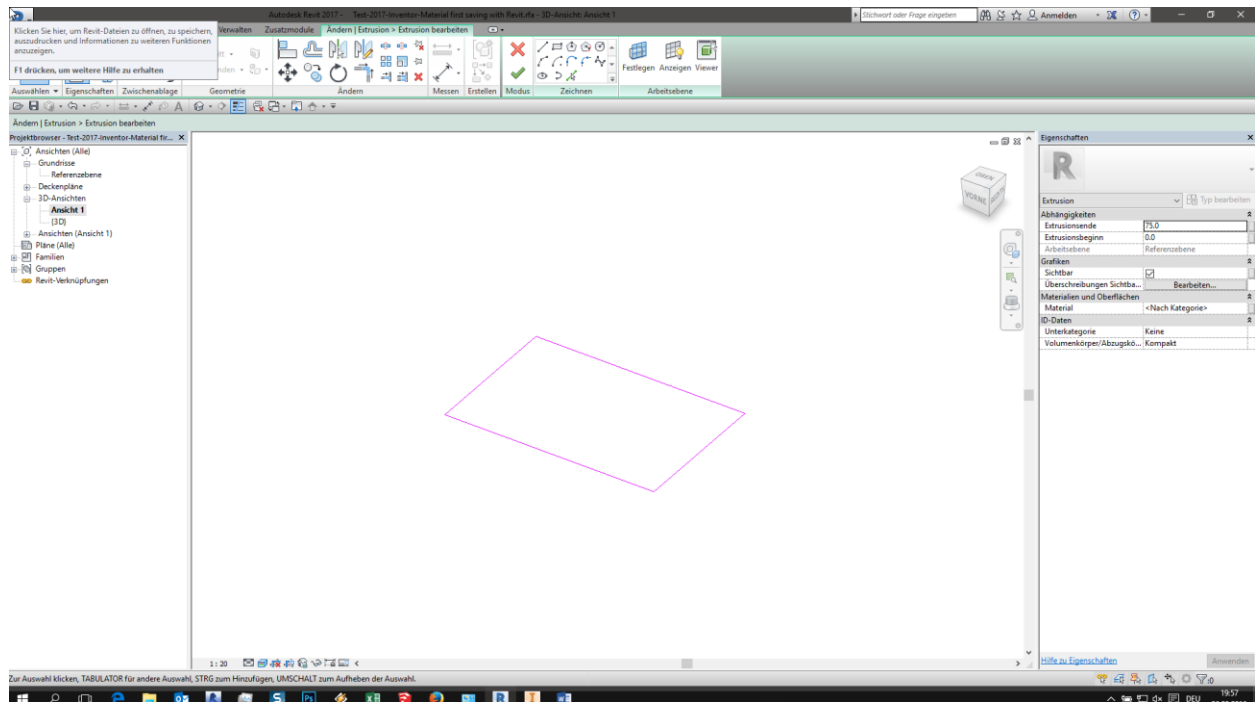 Autodesk Revit 2017 - Test-2017-Inventor-Material first saving with Revit.rfa - 3D-Ansicht: Ansicht 1
Stichwort oder Frage eingeben
Anmelden
Klicken Sie hier, um Revit-Dateien zu öffnen, zu speichern, auszudrucken und Informationen zu weiteren Funktionen anzuzeigen.
F1 drücken, um weitere Hilfe zu erhalten
Verwalten Zusatzmodule Ändern | Extrusion > Extrusion bearbeiten
Festlegen Anzeigen Viewer
Auswählen Eigenschaften Zwischenablage Geometrie Ändern Messen Erstellen Modus Zeichnen Arbeitsebene
Ändern | Extrusion > Extrusion bearbeiten
Projektbrowser - Test-2017-Inventor-Material fir...
Ansichten (Alle)
Grundrisse
Referenzebene
Deckenpläne
3D-Ansichten
Ansicht 1
(3D)
Ansichten (Ansicht 1)
Pläne (Alle)
Familien
Gruppen
Revit-Verknüpfungen
OBEN
VORNE
Eigenschaften
Extrusion
Typ bearbeiten
Abhängigkeiten
Extrusionsende 75.0
Extrusionsbeginn 0.0
Arbeitsebene Referenzebene
Grafiken
Sichtbar
Überschreibungen Sichtba... Bearbeiten...
Materialien und Oberflächen
Material <Nach Kategorie>
ID-Daten
Unterkategorie Keine
Volumenkörper/Abzugskö... Kompakt
1 : 20
Hilfe zu Eigenschaften
Anwenden
Zur Auswahl klicken, TABULATOR für andere Auswahl, STRG zum Hinzufügen, UMSCHALT zum Aufheben der Auswahl.
:0
DEU
19:57